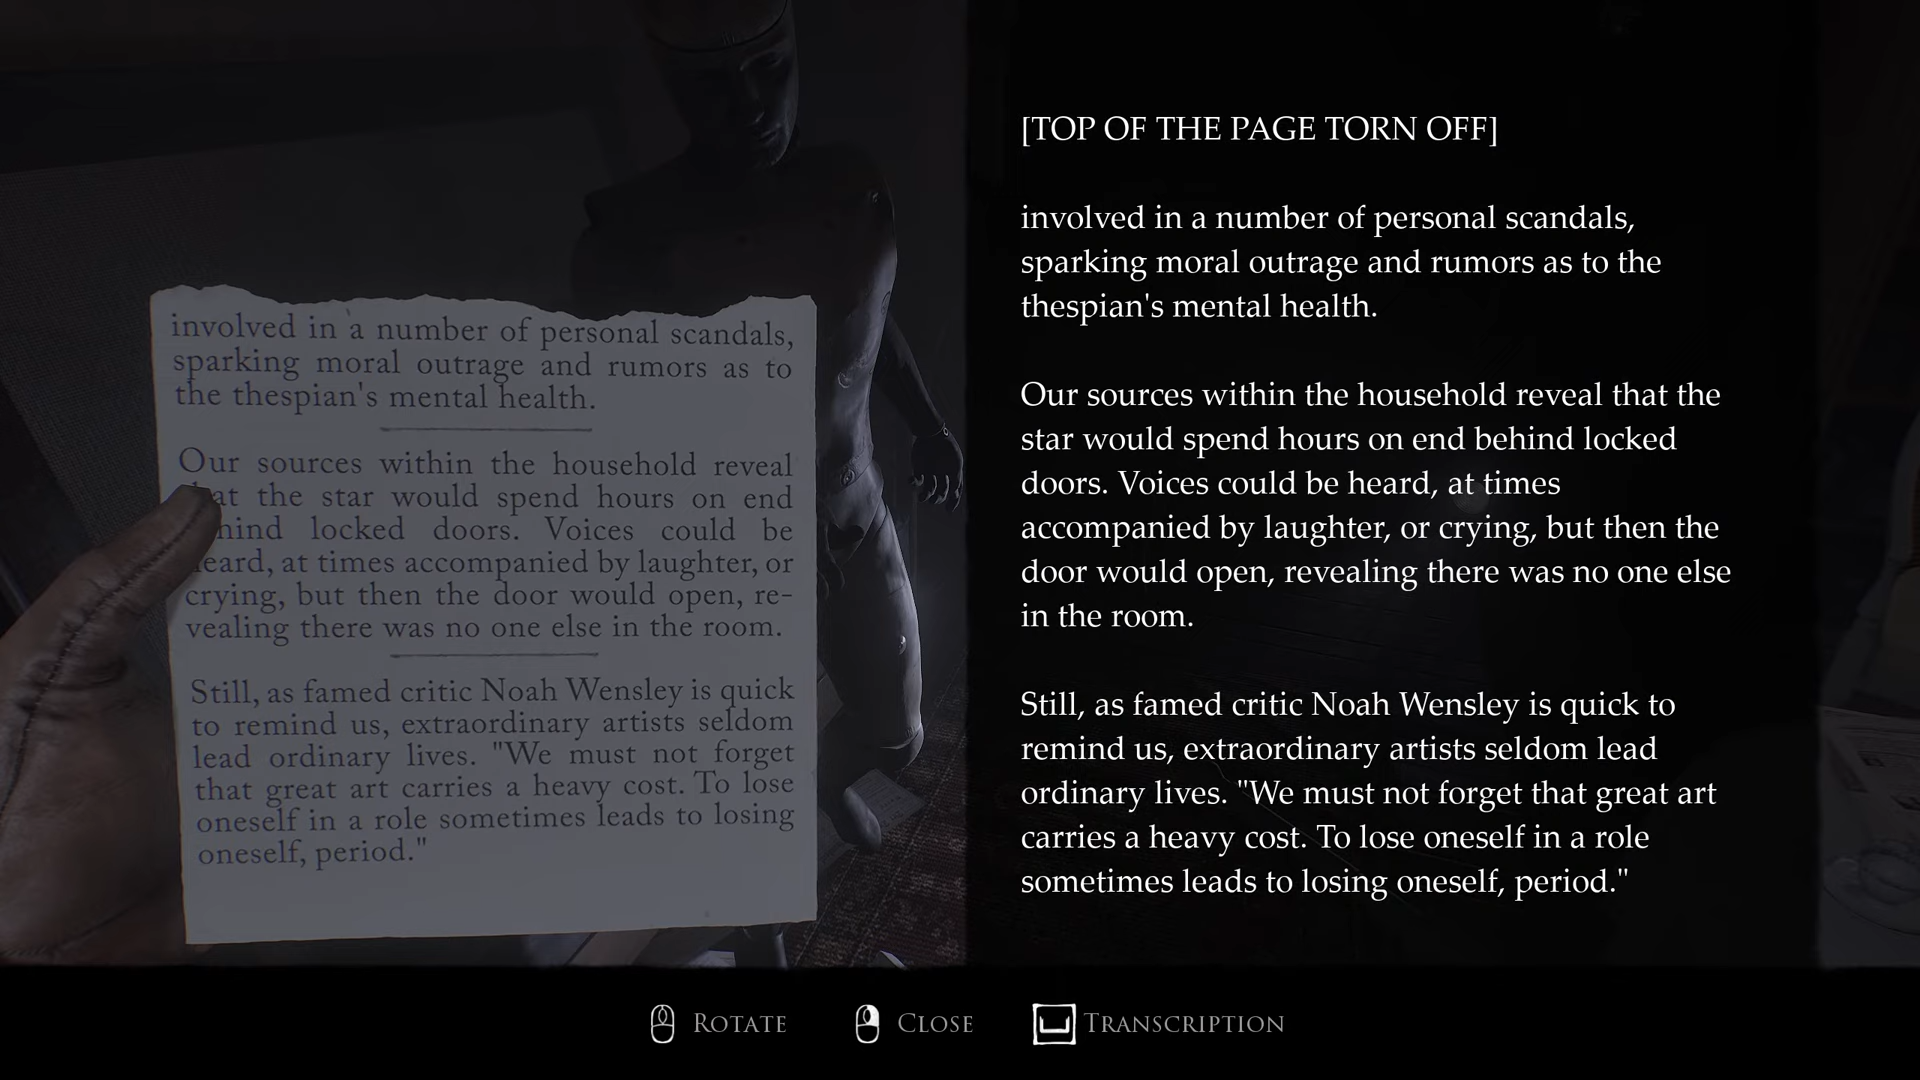 involved in a number of personal scandals,
sparking moral outrage and rumors as to
the thespian's mental health.
Our sources within the household reveal
hat the star would spend hours on end
hind locked doors. Voices could be
eard, at times accompanied by laughter, or
crying, but then the door would open, re-
vealing there was no one else in the room.
Still, as famed critic Noah Wensley is quick
to remind us, extraordinary artists seldom
lead ordinary lives. "We must not forget
that great art carries a heavy cost. To lose
oneself in a role sometimes leads to losing
oneself, period."
[TOP OF THE PAGE TORN OFF]
involved in a number of personal scandals,
sparking moral outrage and rumors as to the
thespian's mental health.
Our sources within the household reveal that the
star would spend hours on end behind locked
doors. Voices could be heard, at times
accompanied by laughter, or crying, but then the
door would open, revealing there was no one else
in the room.
Still, as famed critic Noah Wensley is quick to
remind us, extraordinary artists seldom lead
ordinary lives. "We must not forget that great art
carries a heavy cost. To lose oneself in a role
sometimes leads to losing oneself, period."
ROTATE CLOSE TRANSCRIPTION